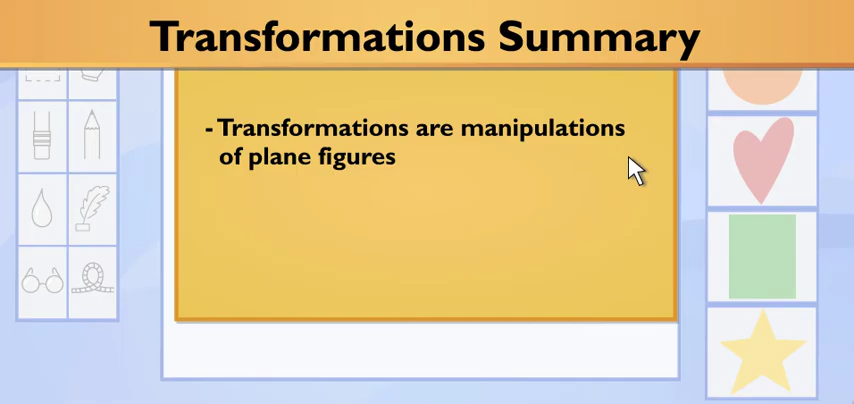 Transformations Summary
- Transformations are manipulations
of plane figures